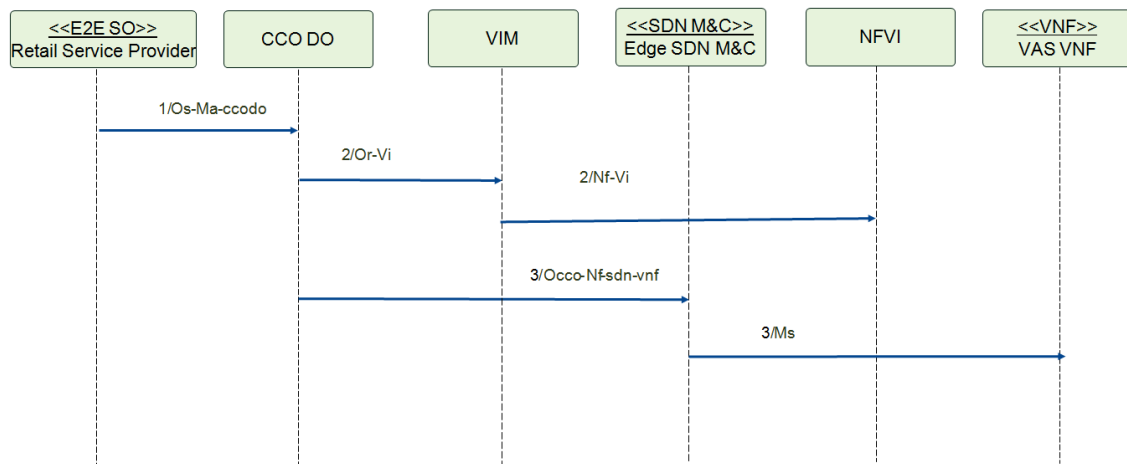 <<E2E SO>>
Retail Service Provider
CCO DO
VIM
<<SDN M&C>>
Edge SDN M&C
NFVI
<<VNF>>
VAS VNF
1/Os-Ma-ccodo
2/Or-Vi
2/Nf-Vi
3/Occo-Nf-sdn-vnf
3/Ms